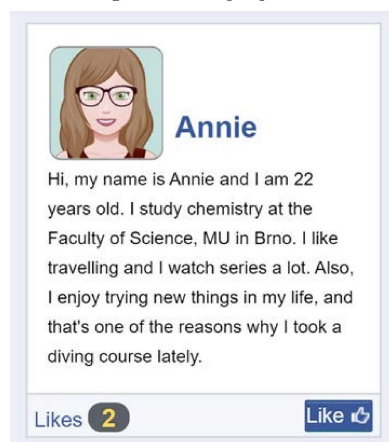 Annie
Hi, my name is Annie and I am 22
years old. I study chemistry at the
Faculty of Science, MU in Brno. I like
travelling and I watch series a lot. Also,
I enjoy trying new things in my life, and
that's one of the reasons why I took a
diving course lately.
Likes 2 Like